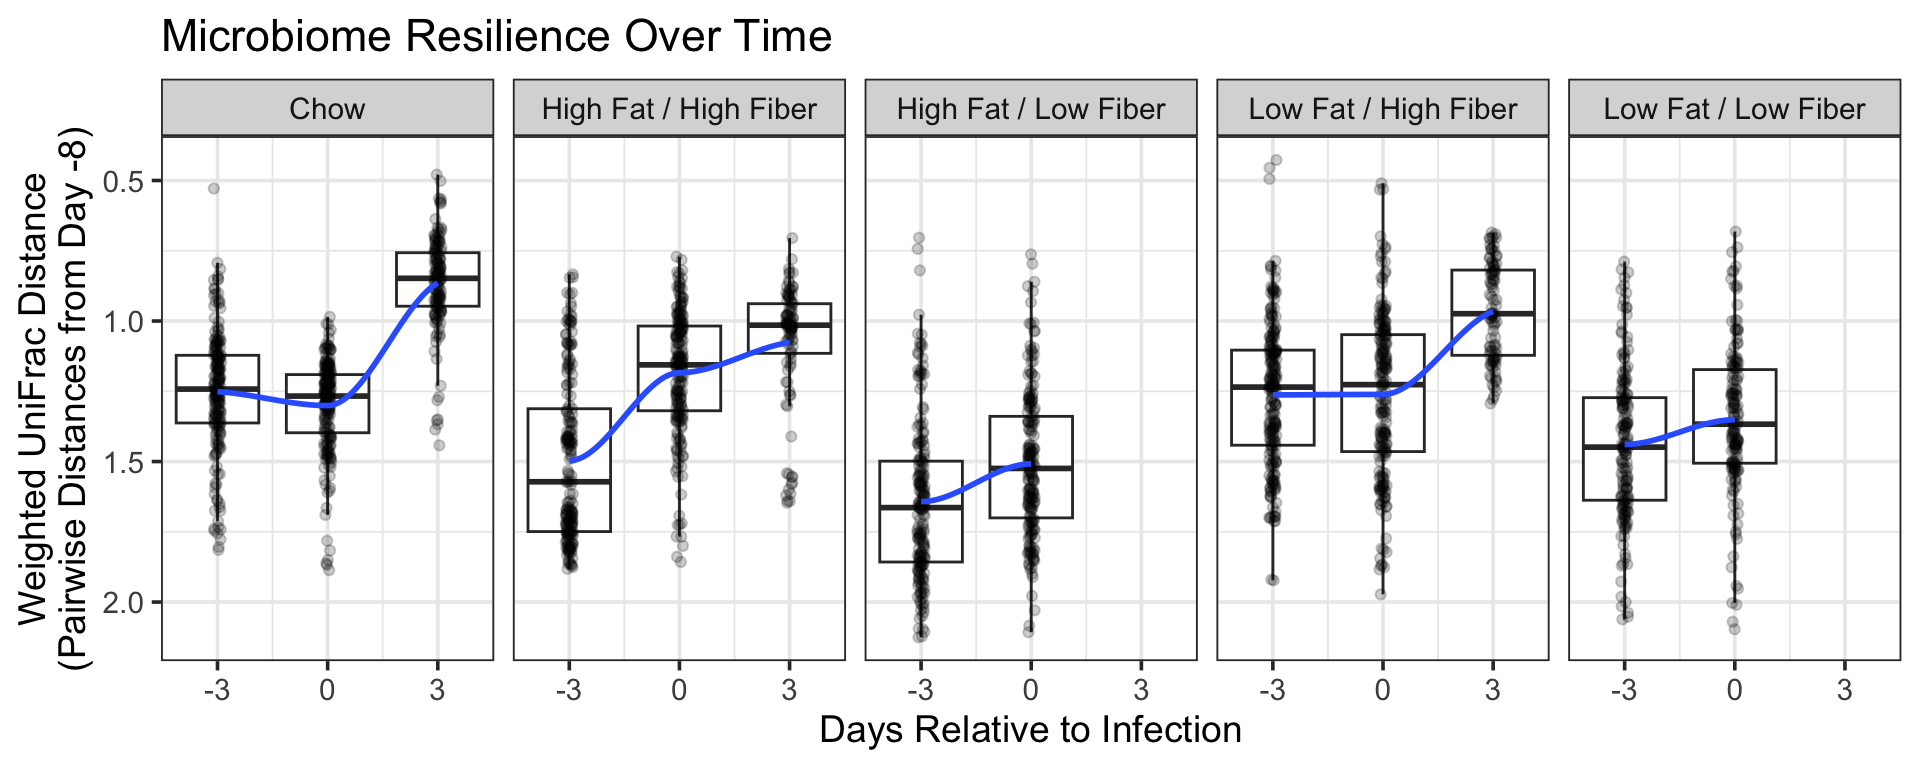 Microbiome Resilience Over Time
Chow
High Fat / High Fiber
High Fat / Low Fiber
Low Fat / High Fiber
Low Fat / Low Fiber
Weighted UniFrac Distance
(Pairwise Distances from Day -8)
0.5
1.0
1.5
2.0
-3 0 3
-3 0 3
-3 0 3
-3 0 3
-3 0 3
Days Relative to Infection